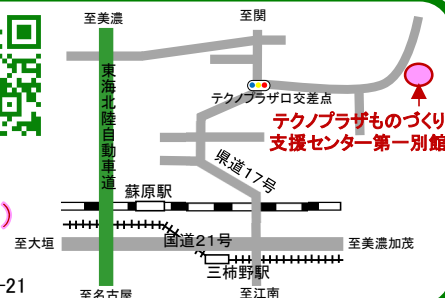 至美濃
至関
東海北陸自動車道
テクノプラザ口交差点
テクノプラザものづくり
支援センター第一別館
県道17号
蘇原駅
)
至大垣
国道21号
至美濃加茂
三柿野駅
-21
至名古屋
至江南